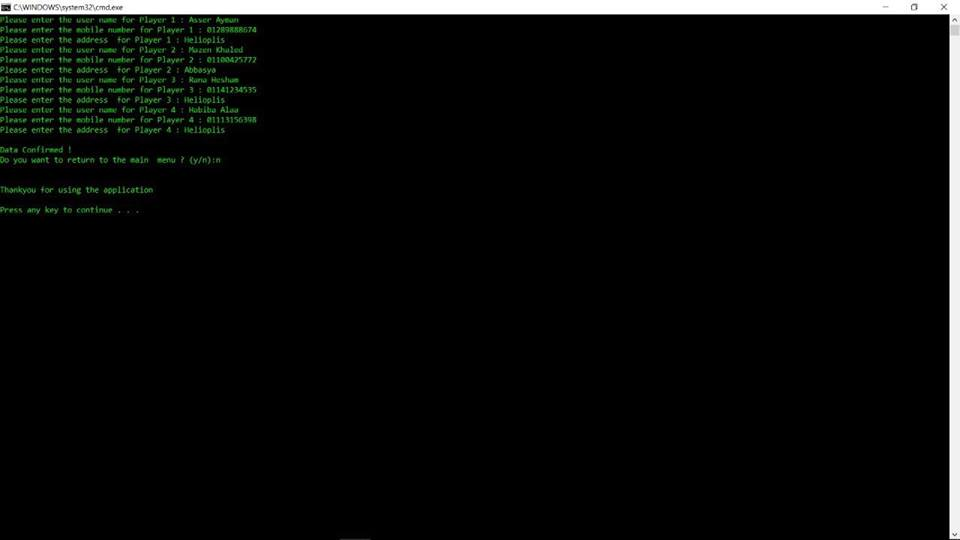 C:\WINDOWS\system32\cmd.exe
Please enter the user name for Player 1 : Asser Ayman
Please enter the mobile number for Player 1 : 01289888674
Please enter the address  for Player 1 : Helioplis
Please enter the user name for Player 2 : Mazen Khaled
Please enter the mobile number for Player 2 : 01100425772
Please enter the address  for Player 2 : Abbasya
Please enter the user name for Player 3 : Rana Hesham
Please enter the mobile number for Player 3 : 01141234535
Please enter the address  for Player 3 : Helioplis
Please enter the user name for Player 4 : Habiba Alaa
Please enter the mobile number for Player 4 : 01113156398
Please enter the address  for Player 4 : Helioplis
Data Confirmed !
Do you want to return to the main  menu ? (y/n):n
Thankyou for using the application
Press any key to continue . . .